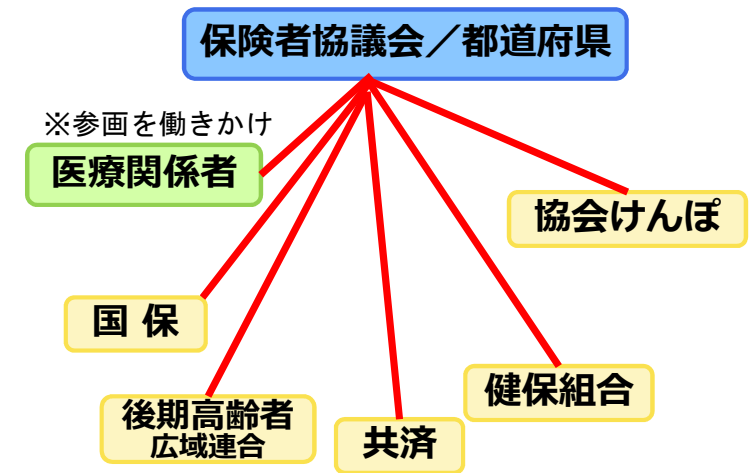 保険者協議会／都道府県
※参画を働きかけ
医療関係者
協会けんぽ
国 保
健保組合
後期高齢者
広域連合
共済